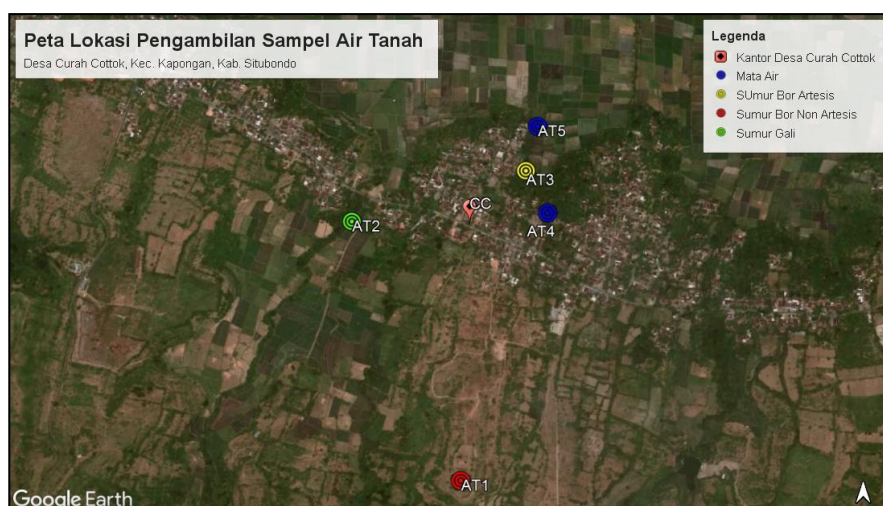 Peta Lokasi Pengambilan Sampel Air Tanah
Desa Curah Cottok, Kec. Kapongan, Kab. Situbondo
Legenda
Kantor Desa Curah Cottok
Mata Air
SUmur Bor Artesis
Sumur Bor Non Artesis
Sumur Gali
AT5
AT3
CC
AT2
AT4
AT1
Google Earth